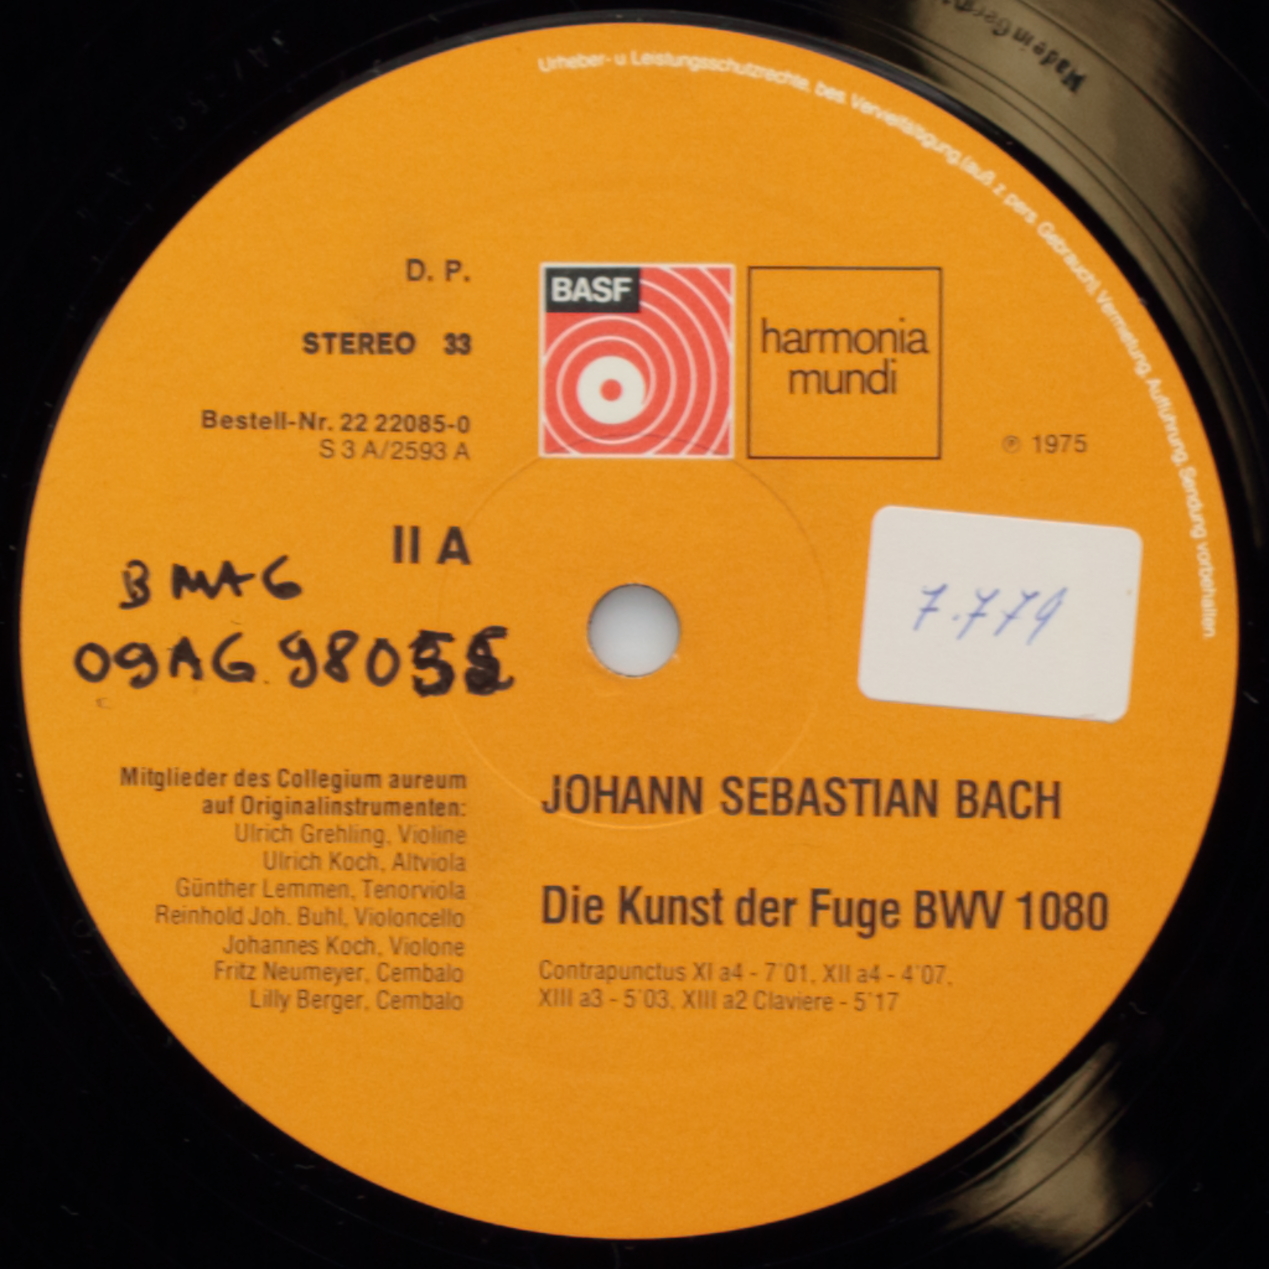 Made in Germ
Urheber- u Leistungsschutzrechte, bes. Vervielfältigung (auß. z. pers. Gebrauch), Vermietung, Aufführung, Sendung vorbehalten
D. P.
BASF
harmonia
mundi
STEREO 33
Bestell-Nr. 22 22085-0
S 3 A/2593 A
℗ 1975
II A
B MAG
09AG.98055
7.779
Mitglieder des Collegium aureum
auf Originalinstrumenten:
Ulrich Grehling, Violine
Ulrich Koch, Altviola
Günther Lemmen, Tenorviola
Reinhold Joh. Buhl, Violoncello
Johannes Koch, Violone
Fritz Neumeyer, Cembalo
Lilly Berger, Cembalo
JOHANN SEBASTIAN BACH
Die Kunst der Fuge BWV 1080
Contrapunctus XI a4 - 7'01, XII a4 - 4'07,
XIII a3 - 5'03, XIII a2 Claviere - 5'17